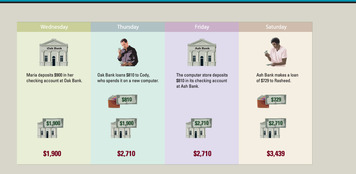 Wednesday
Thursday
Friday
Saturday
Oak Bank
Ash Bank
Maria deposits $900 in her
checking account at Oak Bank.
Oak Bank loans $810 to Cody,
who spends it on a new computer.
The computer store deposits
$810 in its checking account
at Ash Bank.
Ash Bank makes a loan
of $729 to Rasheed.
$810
$329
$1,900
$1,900
$2,710
$2,710
$1,900
$2,710
$2,710
$3,439